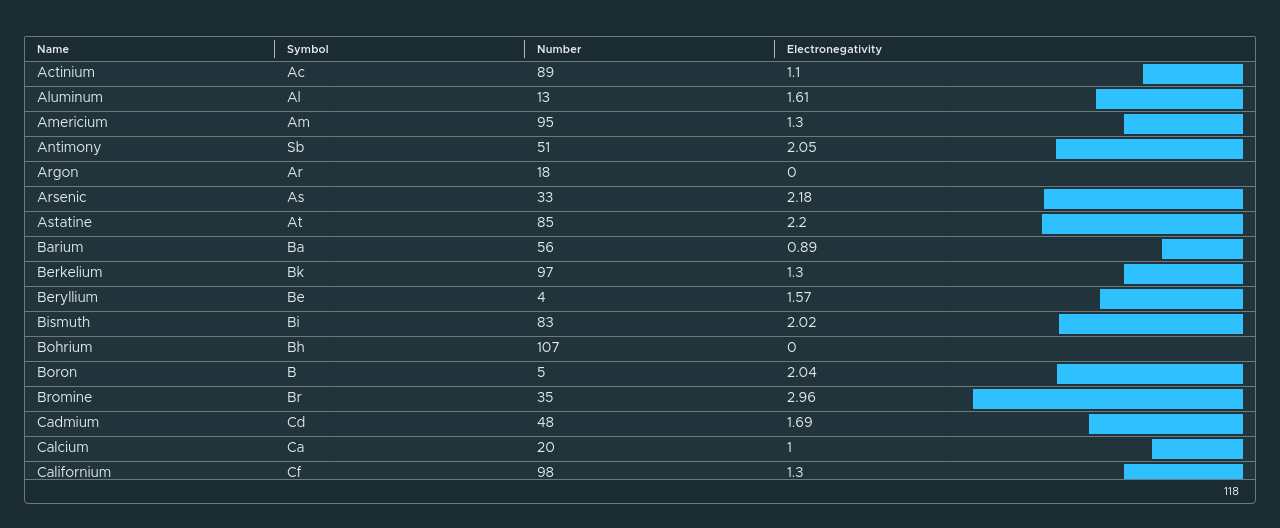 Name Symbol Number Electronegativity
Actinium Ac 89 1.1
Aluminum Al 13 1.61
Americium Am 95 1.3
Antimony Sb 51 2.05
Argon Ar 18 0
Arsenic As 33 2.18
Astatine At 85 2.2
Barium Ba 56 0.89
Berkelium Bk 97 1.3
Beryllium Be 4 1.57
Bismuth Bi 83 2.02
Bohrium Bh 107 0
Boron B 5 2.04
Bromine Br 35 2.96
Cadmium Cd 48 1.69
Calcium Ca 20 1
Californium Cf 98 1.3
118